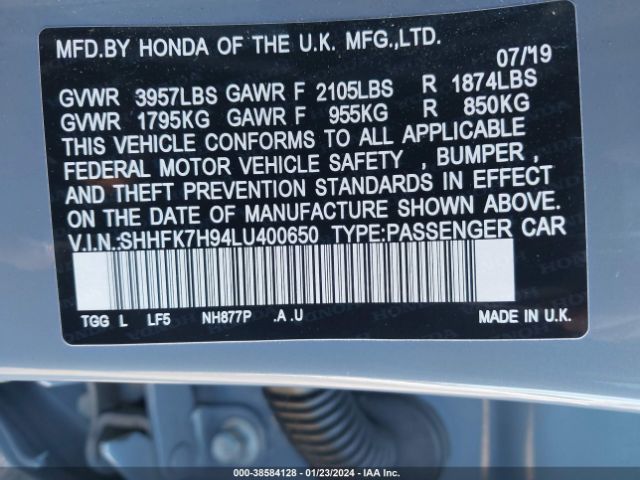 MFD.BY HONDA OF THE U.K. MFG.,LTD.
07/19
GVWR 3957LBS GAWR F 2105LBS R 1874LBS
GVWR 1795KG GAWR F 955KG R 850KG
THIS VEHICLE CONFORMS TO ALL APPLICABLE
FEDERAL MOTOR VEHICLE SAFETY , BUMPER ,
AND THEFT PREVENTION STANDARDS IN EFFECT
ON THE DATE OF MANUFACTURE SHOWN ABOVE.
V.I.N.:SHHFK7H94LU400650 TYPE:PASSENGER CAR
TGG L LF5 NH877P .A .U MADE IN U.K.
000-38584128 - 01/23/2024 - IAA Inc.